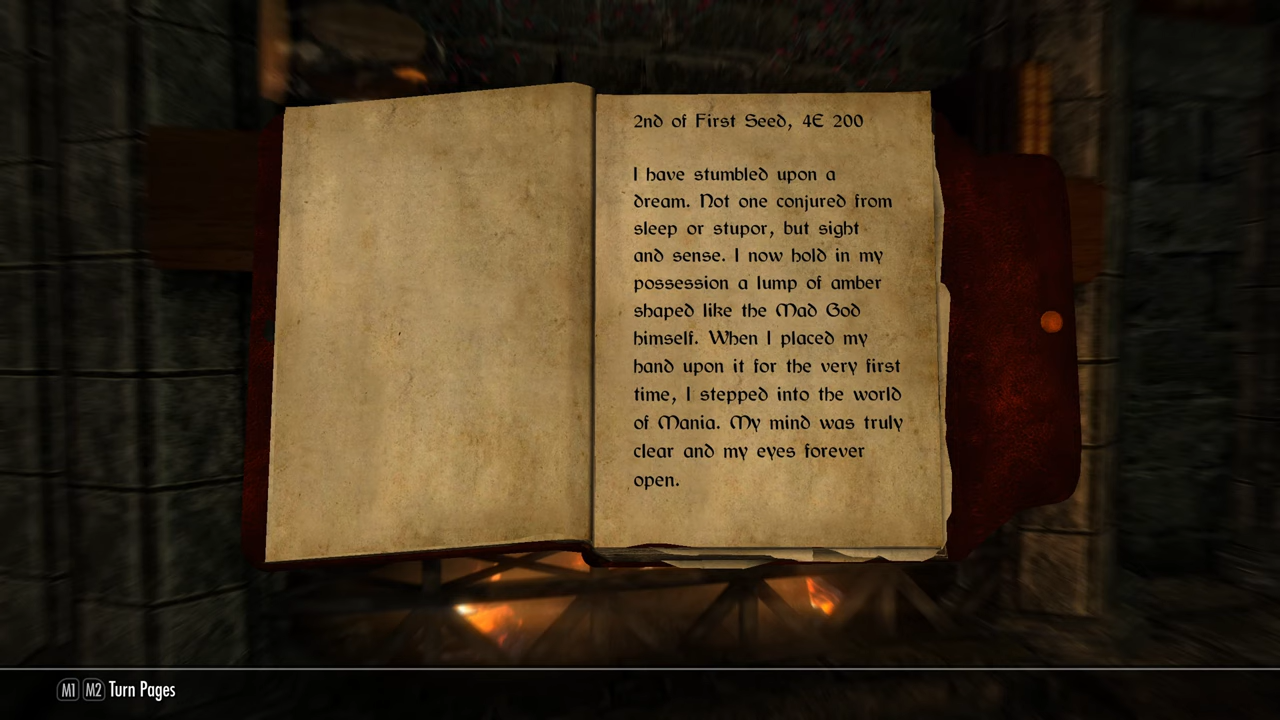 2nd of First Seed, 4E 200
I have stumbled upon a
dream. Not one conjured from
sleep or stupor, but sight
and sense. I now hold in my
possession a lump of amber
shaped like the Mad God
himself. When I placed my
hand upon it for the very first
time, I stepped into the world
of Mania. My mind was truly
clear and my eyes forever
open.
M1 M2 Turn Pages